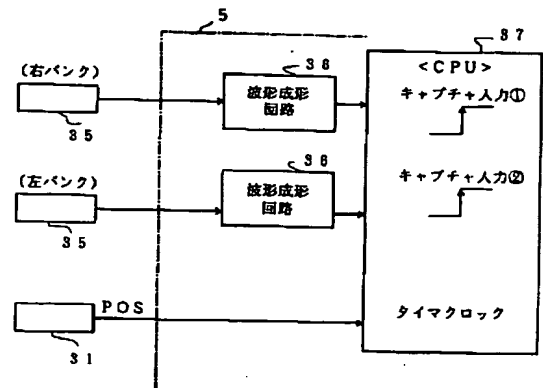 5
37
<CPU>
(右バンク)
35
36
波形成形
回路
キャプチャ入力①
(左バンク)
35
36
波形成形
回路
キャプチャ入力②
POS
31
タイマクロック